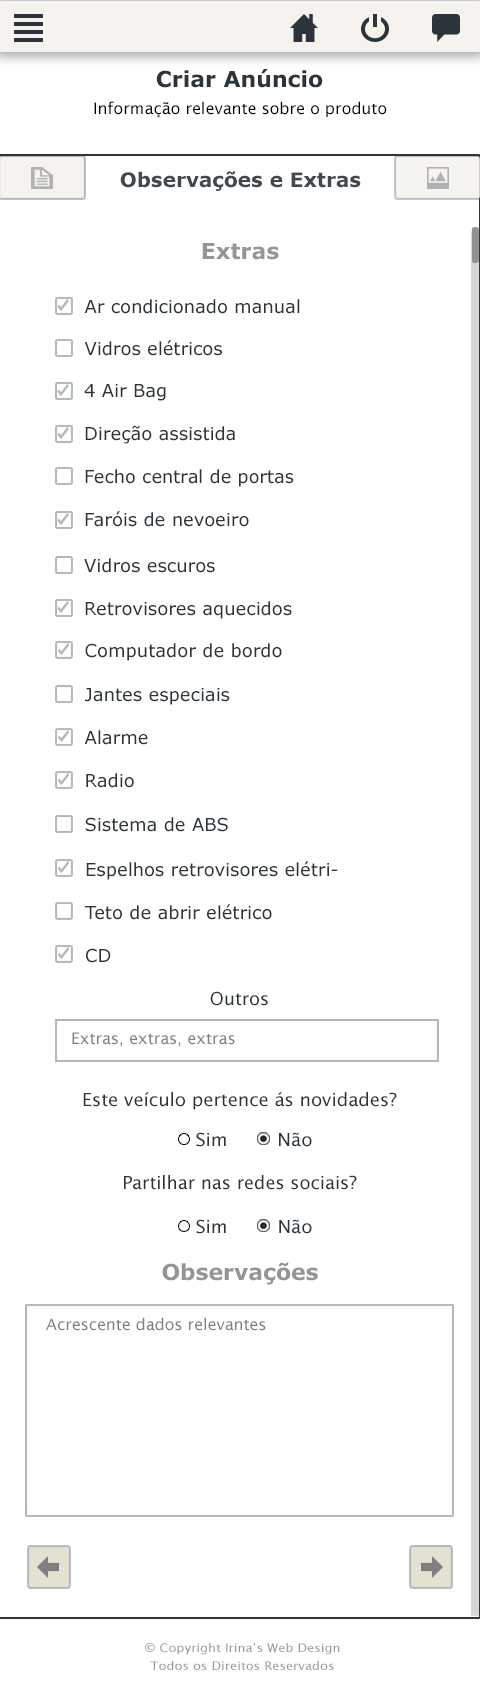 Criar Anúncio
Informação relevante sobre o produto
Observações e Extras
Extras
Ar condicionado manual
Vidros elétricos
4 Air Bag
Direção assistida
Fecho central de portas
Faróis de nevoeiro
Vidros escuros
Retrovisores aquecidos
Computador de bordo
Jantes especiais
Alarme
Radio
Sistema de ABS
Espelhos retrovisores elétri-
Teto de abrir elétrico
CD
Outros
Extras, extras, extras
Este veículo pertence ás novidades?
Sim Não
Partilhar nas redes sociais?
Sim Não
Observações
Acrescente dados relevantes
© Copyright Irina's Web Design
Todos os Direitos Reservados